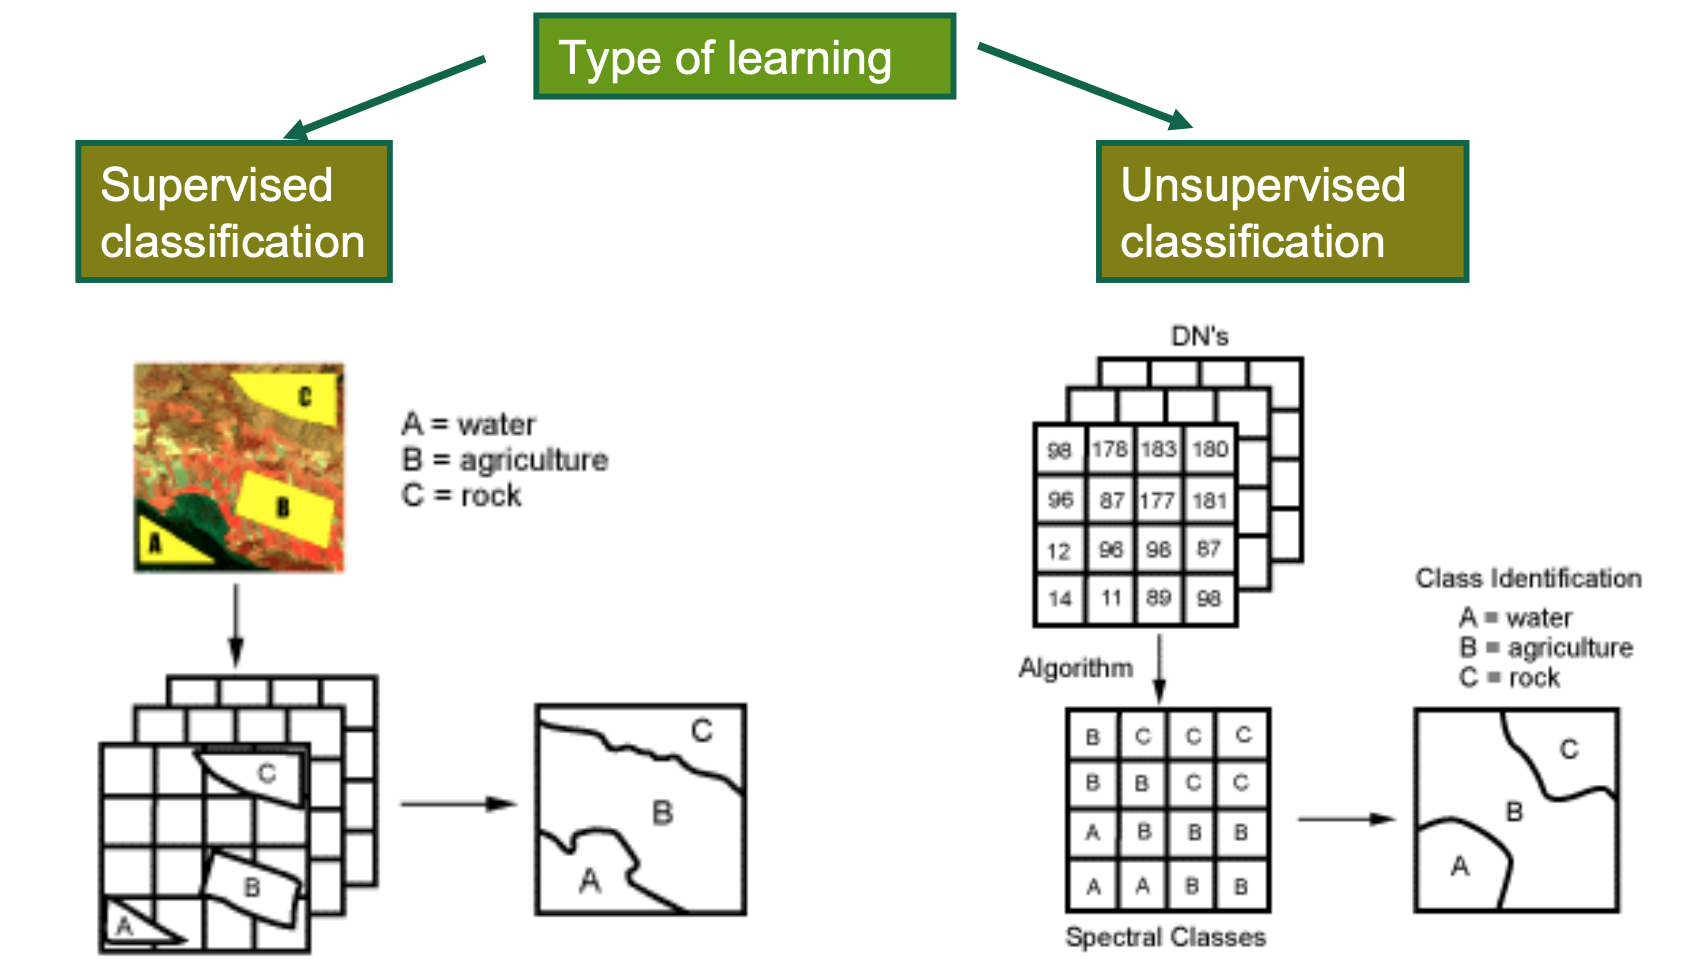 Type of learning
Supervised
classification
Unsupervised
classification
C
B
A
A = water
B = agriculture
C = rock
C
B
A
C
B
A
DN's
98 178 183 180
96 87 177 181
12 96 98 87
14 11 89 98
Algorithm
B C C C
B B C C
A B B B
A A B B
Spectral Classes
Class Identification
A = water
B = agriculture
C = rock
C
B
A